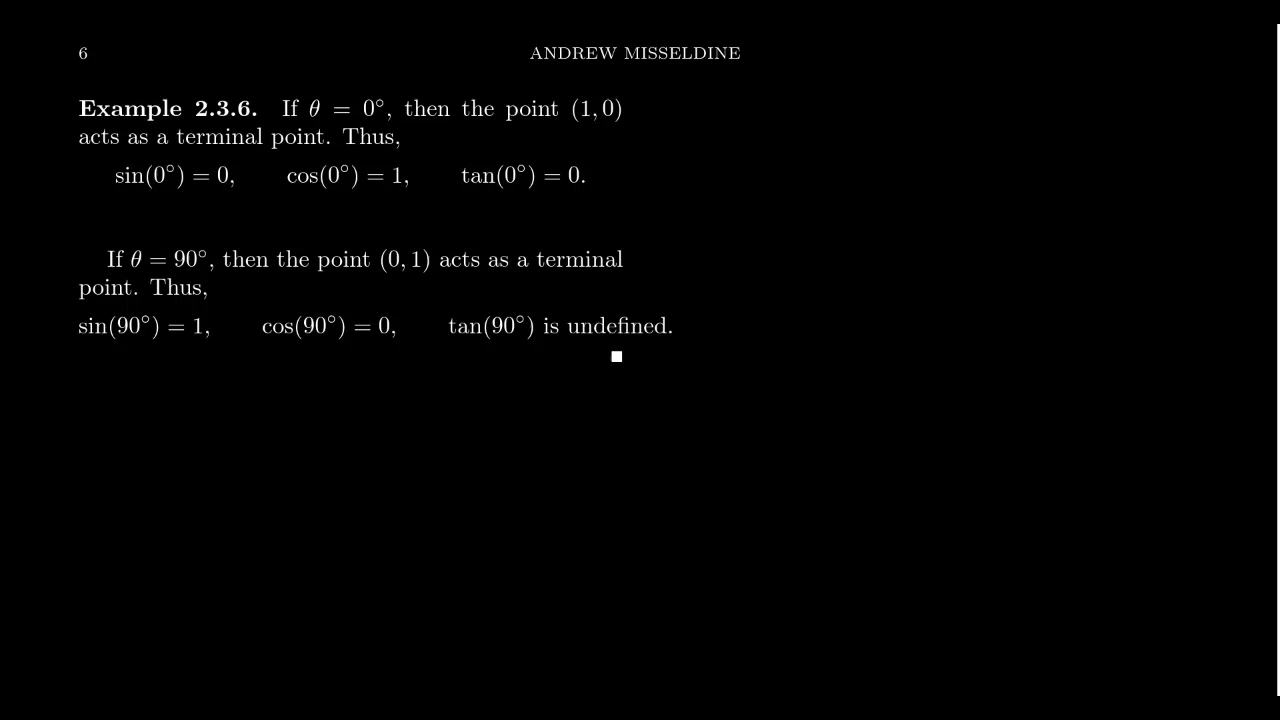 6 ANDREW MISSELDINE
Example 2.3.6. If θ = 0°, then the point (1, 0)
acts as a terminal point. Thus,
sin(0°) = 0, cos(0°) = 1, tan(0°) = 0.
If θ = 90°, then the point (0, 1) acts as a terminal
point. Thus,
sin(90°) = 1, cos(90°) = 0, tan(90°) is undefined.